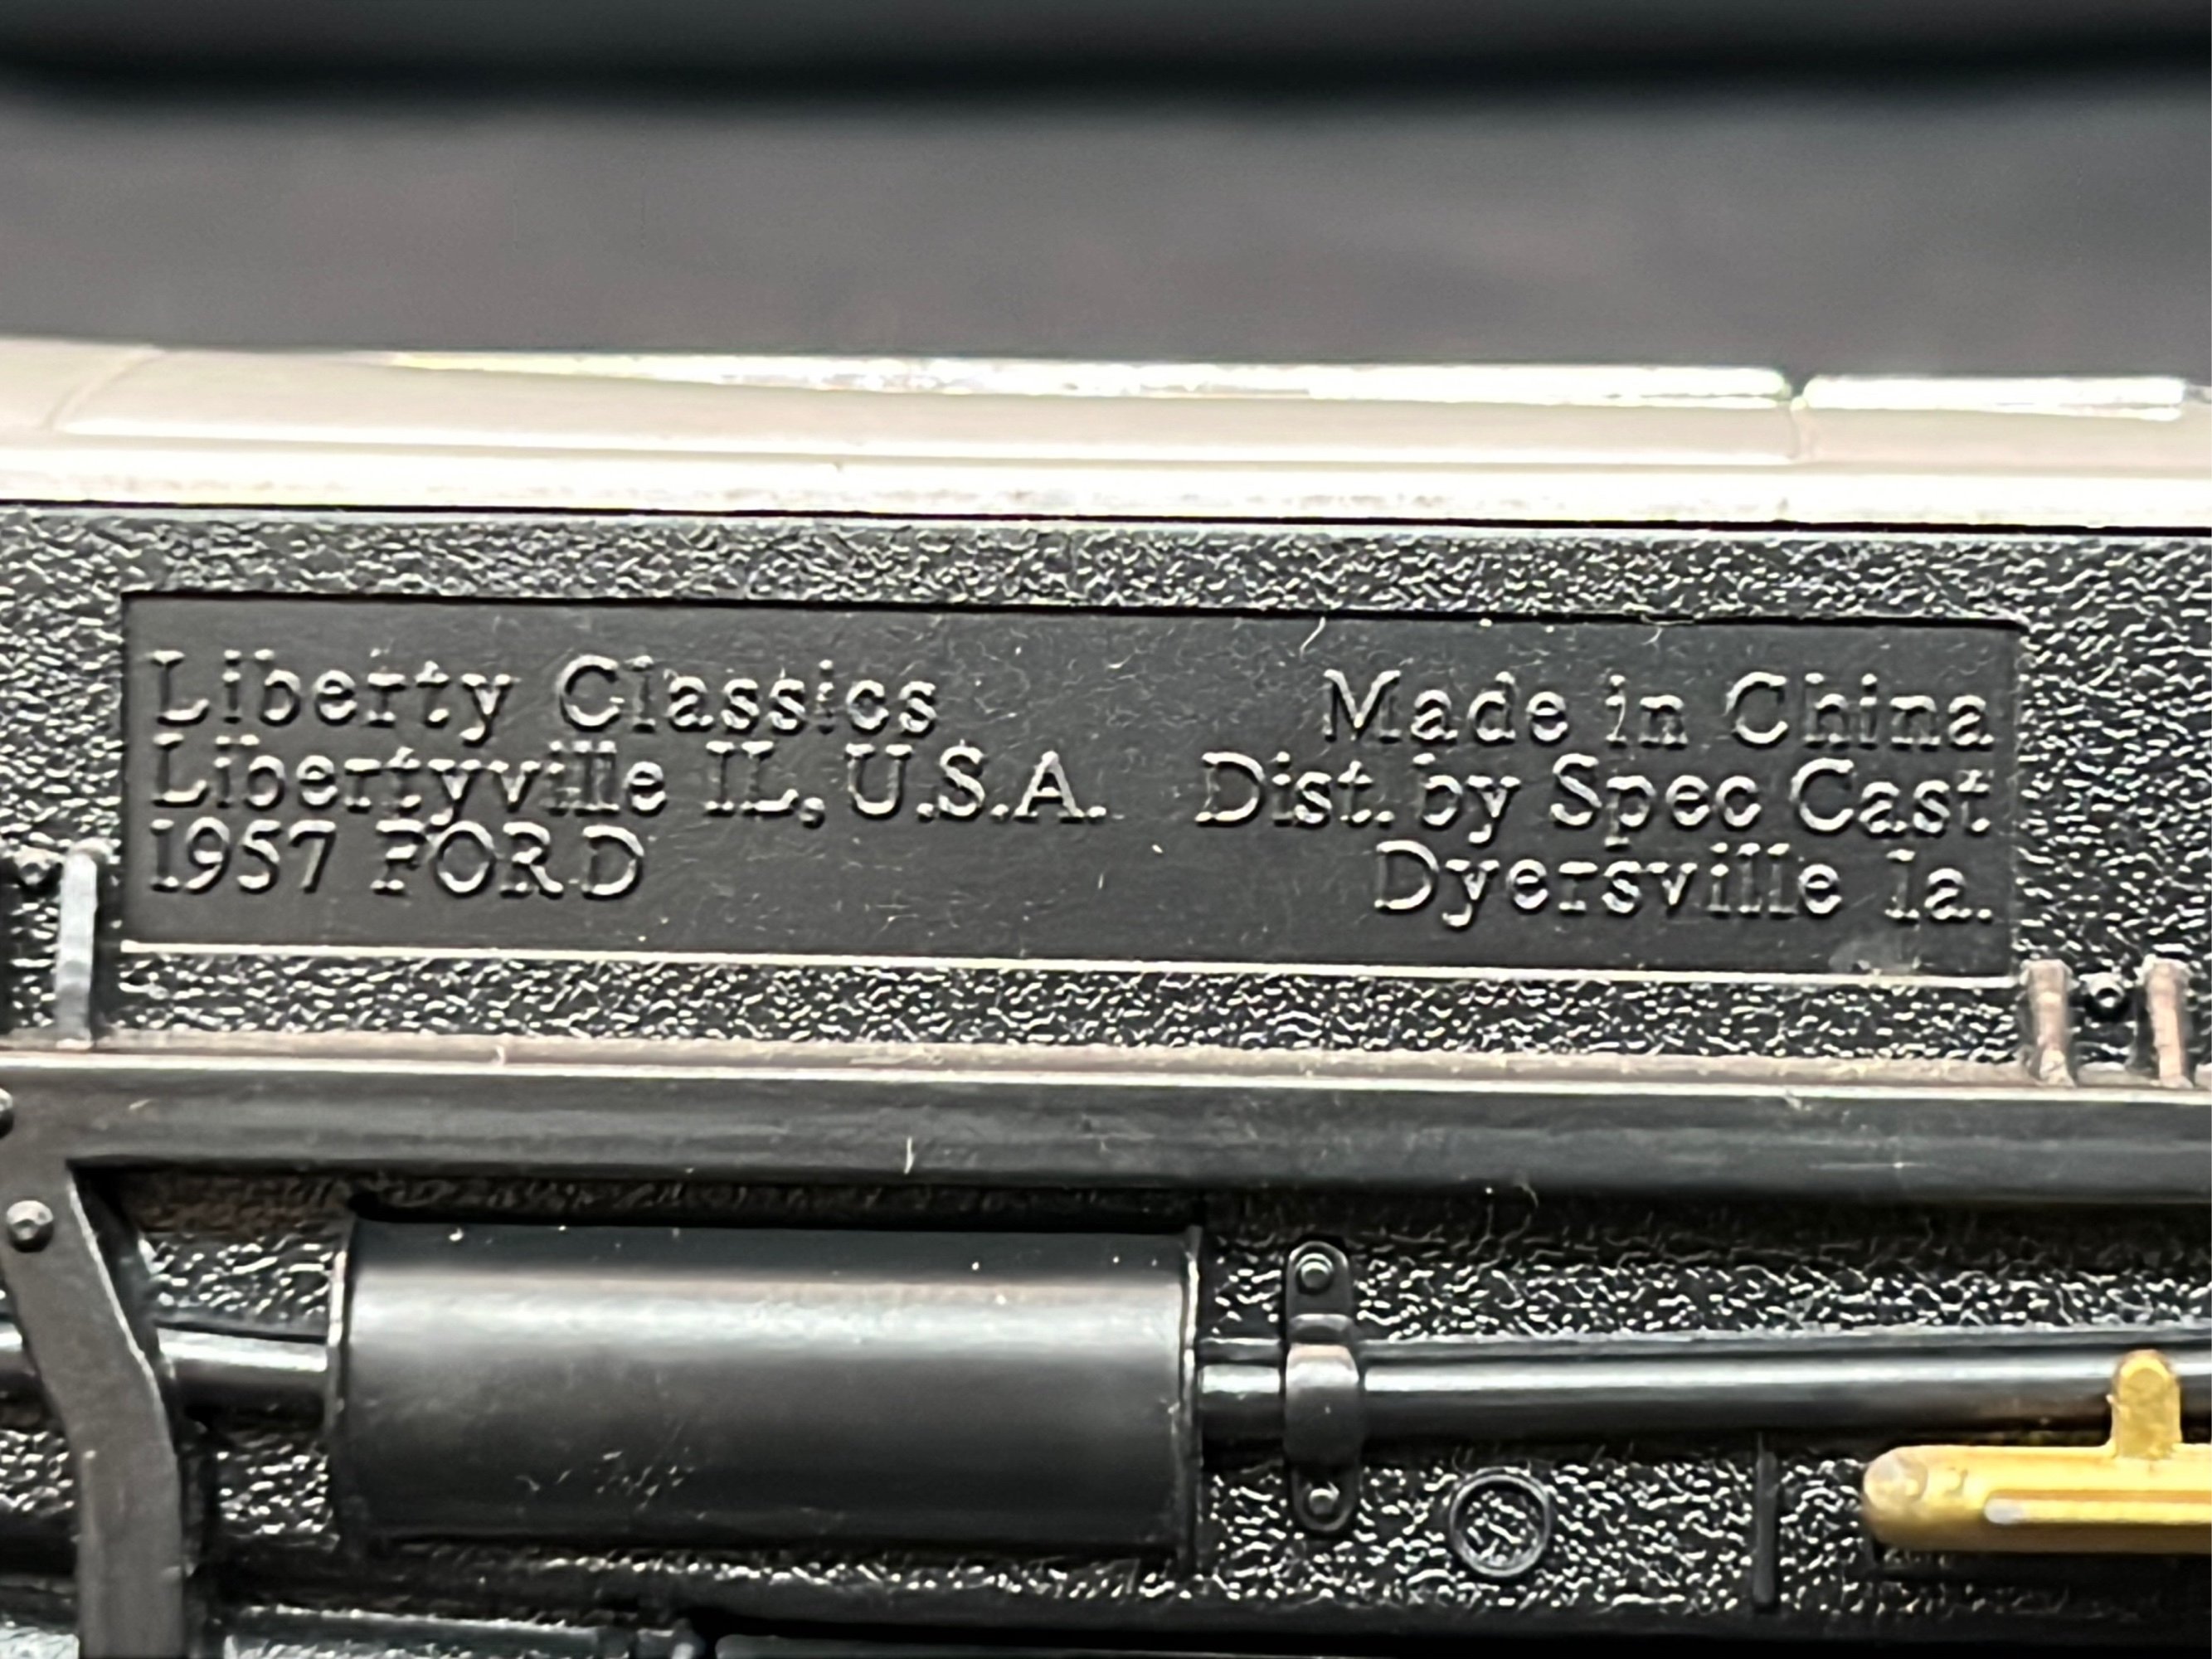 Liberty Classics
Libertyville IL, U.S.A.
1957 FORD
Made in China
Dist. by Spec Cast
Dyersville Ia.